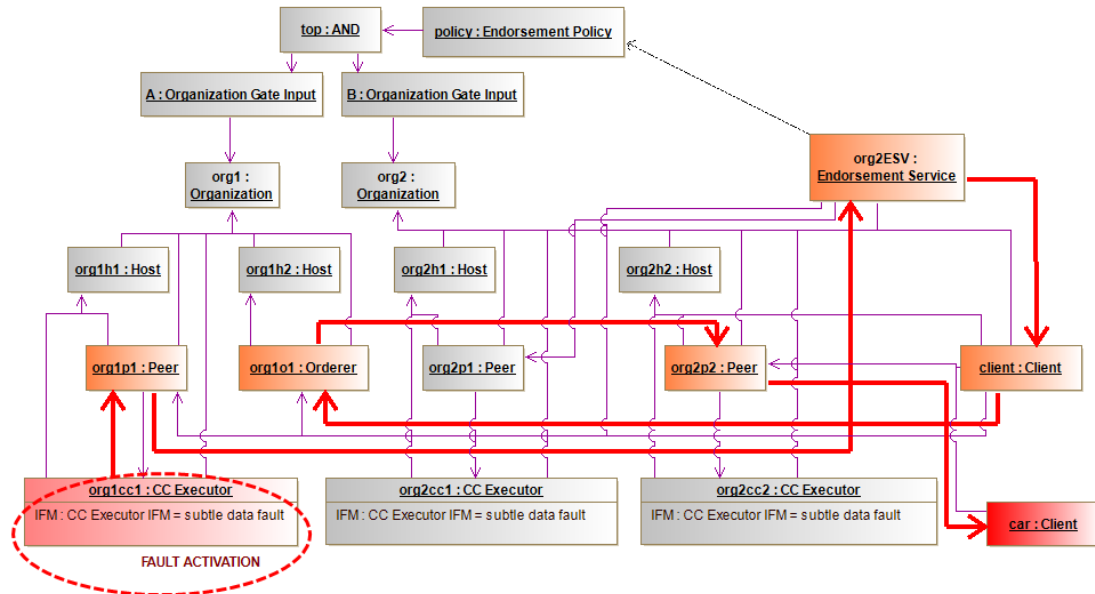 top : AND
policy : Endorsement Policy
A : Organization Gate Input
B : Organization Gate Input
org1 :
Organization
org2 :
Organization
org2ESV :
Endorsement Service
org1h1 : Host
org1h2 : Host
org2h1 : Host
org2h2 : Host
org1p1 : Peer
org1o1 : Orderer
org2p1 : Peer
org2p2 : Peer
client : Client
org1cc1 : CC Executor
IFM : CC Executor IFM = subtle data fault
FAULT ACTIVATION
org2cc1 : CC Executor
IFM : CC Executor IFM = subtle data fault
org2cc2 : CC Executor
IFM : CC Executor IFM = subtle data fault
car : Client